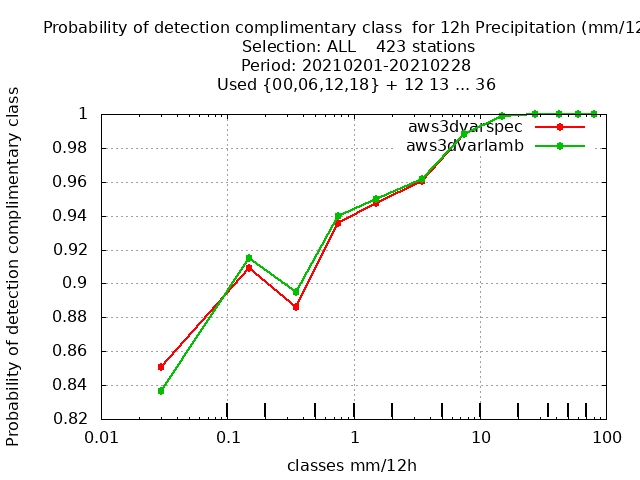 Probability of detection complimentary class  for 12h Precipitation (mm/12
Selection: ALL    423 stations
Period: 20210201-20210228
Used {00,06,12,18} + 12 13 ... 36
Probability of detection complimentary class
1
0.98
0.96
0.94
0.92
0.9
0.88
0.86
0.84
0.82
aws3dvarspec
aws3dvarlamb
0.01 0.1 1 10 100
classes mm/12h